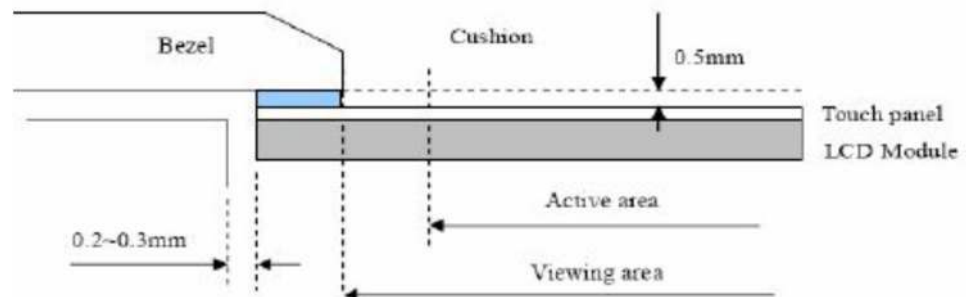 Bezel
Cushion
0.5mm
Touch panel
LCD Module
Active area
0.2~0.3mm
Viewing area